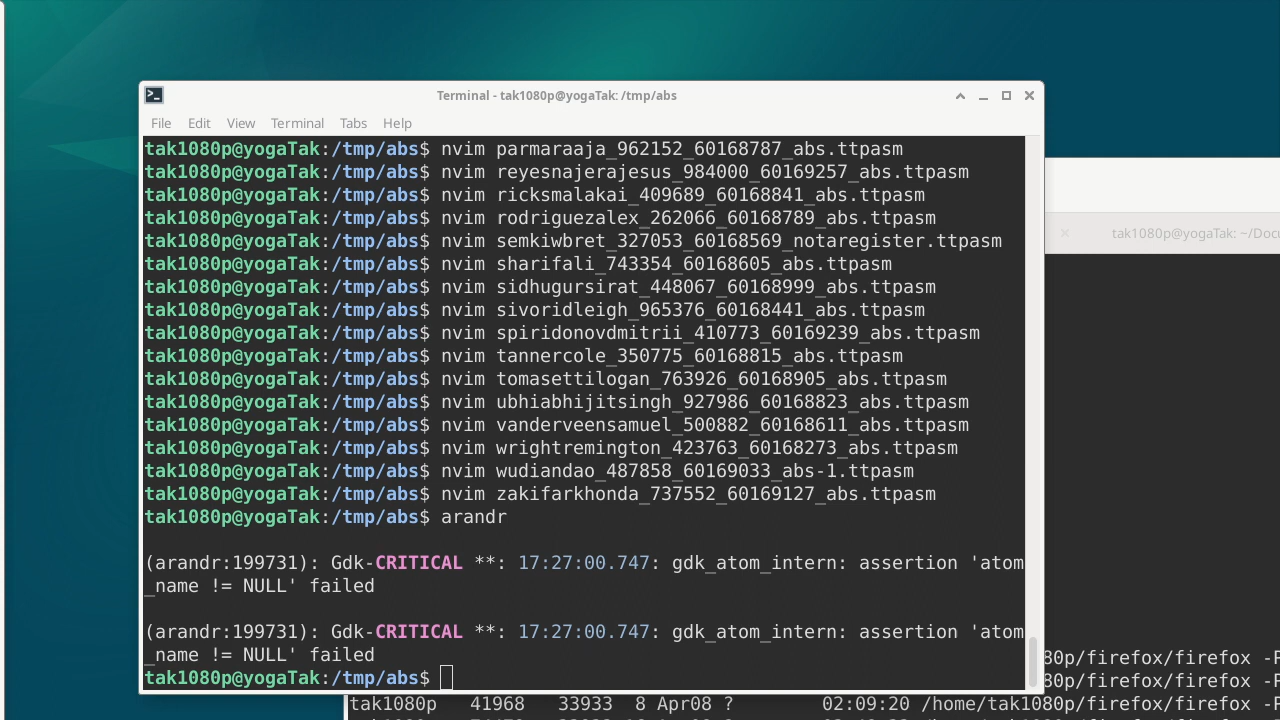 Terminal - tak1080p@yogaTak: /tmp/abs
File Edit View Terminal Tabs Help
tak1080p@yogaTak:/tmp/abs$ nvim parmaraaja_962152_60168787_abs.ttpasm
tak1080p@yogaTak:/tmp/abs$ nvim reyesnajerajesus_984000_60169257_abs.ttpasm
tak1080p@yogaTak:/tmp/abs$ nvim ricksmalakai_409689_60168841_abs.ttpasm
tak1080p@yogaTak:/tmp/abs$ nvim rodriguezalex_262066_60168789_abs.ttpasm
tak1080p@yogaTak:/tmp/abs$ nvim semkiwbret_327053_60168569_notaregister.ttpasm
tak1080p@yogaTak:/tmp/abs$ nvim sharifali_743354_60168605_abs.ttpasm
tak1080p@yogaTak:/tmp/abs$ nvim sidhugursirat_448067_60168999_abs.ttpasm
tak1080p@yogaTak:/tmp/abs$ nvim sivoridleigh_965376_60168441_abs.ttpasm
tak1080p@yogaTak:/tmp/abs$ nvim spiridonovdmitrii_410773_60169239_abs.ttpasm
tak1080p@yogaTak:/tmp/abs$ nvim tannercole_350775_60168815_abs.ttpasm
tak1080p@yogaTak:/tmp/abs$ nvim tomasettilogan_763926_60168905_abs.ttpasm
tak1080p@yogaTak:/tmp/abs$ nvim ubhiabhijitsingh_927986_60168823_abs.ttpasm
tak1080p@yogaTak:/tmp/abs$ nvim vanderveensamuel_500882_60168611_abs.ttpasm
tak1080p@yogaTak:/tmp/abs$ nvim wrightremington_423763_60168273_abs.ttpasm
tak1080p@yogaTak:/tmp/abs$ nvim wudiandao_487858_60169033_abs-1.ttpasm
tak1080p@yogaTak:/tmp/abs$ nvim zakifarkhonda_737552_60169127_abs.ttpasm
tak1080p@yogaTak:/tmp/abs$ arandr
(arandr:199731): Gdk-CRITICAL **: 17:27:00.747: gdk_atom_intern: assertion 'atom
_name != NULL' failed
(arandr:199731): Gdk-CRITICAL **: 17:27:00.747: gdk_atom_intern: assertion 'atom
_name != NULL' failed
tak1080p@yogaTak:/tmp/abs$
tak1080p@yogaTak: ~/Docu
80p/firefox/firefox -P
80p/firefox/firefox -P
tak1080p 41968 33933 8 Apr08 ? 02:09:20 /home/tak1080p/firefox/firefox -P